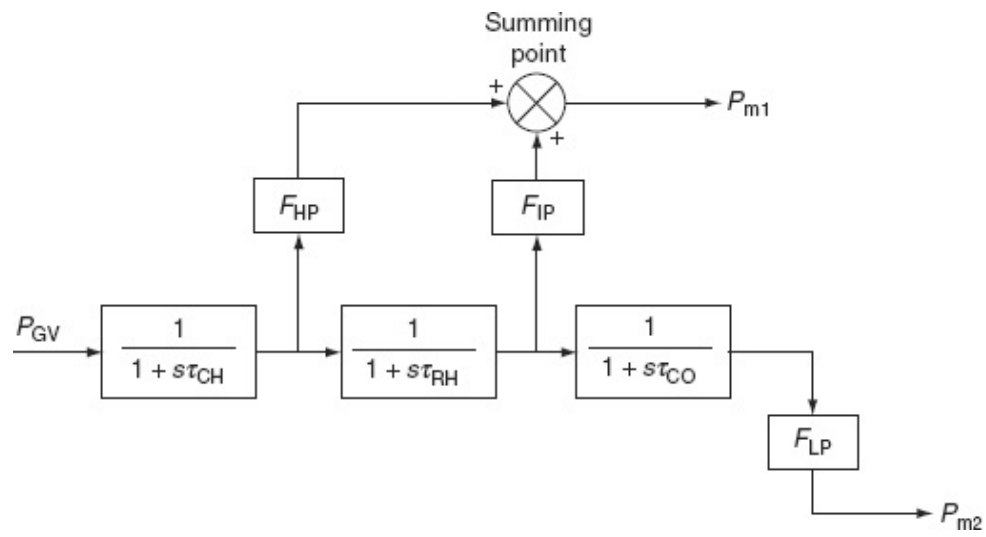 Summing
point
+
P_m1
+
F_HP
F_IP
P_GV
1
1 + sτ_CH
1
1 + sτ_RH
1
1 + sτ_CO
F_LP
P_m2